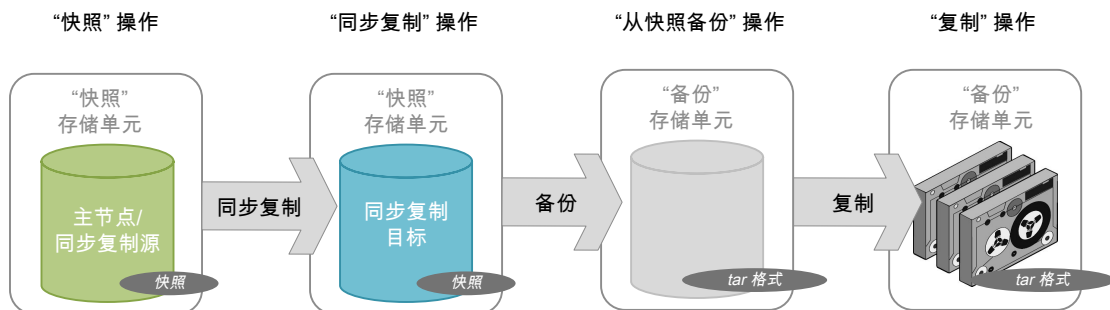 “快照” 操作
“同步复制” 操作
“从快照备份” 操作
“复制” 操作
“快照”
存储单元
主节点/
同步复制源
快照
同步复制
“快照”
存储单元
同步复制
目标
快照
备份
“备份”
存储单元
tar 格式
复制
“备份”
存储单元
tar 格式